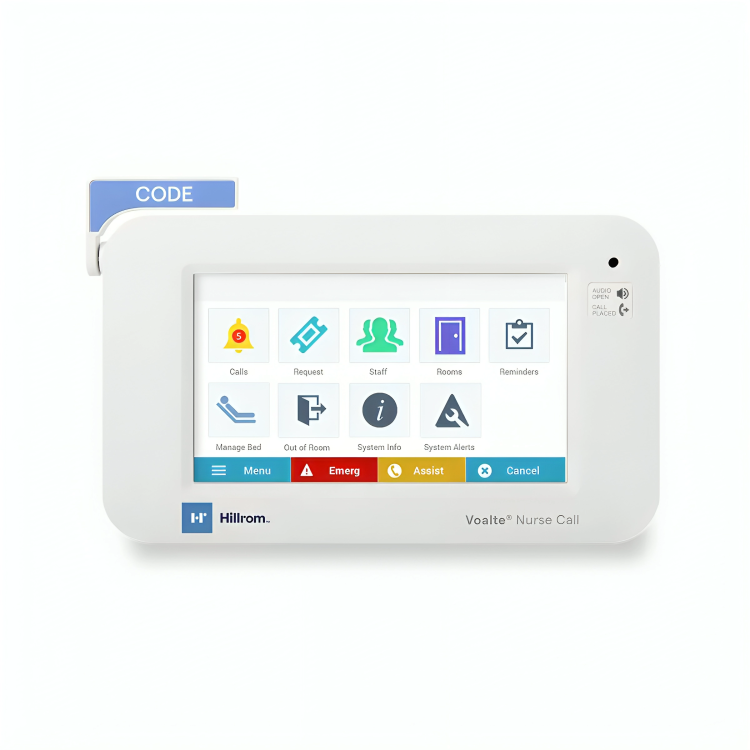 CODE
AUDIO
OPEN
CALL
PLACED
5
Calls
Request
Staff
Rooms
Reminders
i
Manage Bed
Out of Room
System Info
System Alerts
Menu
Emerg
Assist
Cancel
H
Hillrom™
Voalte® Nurse Call